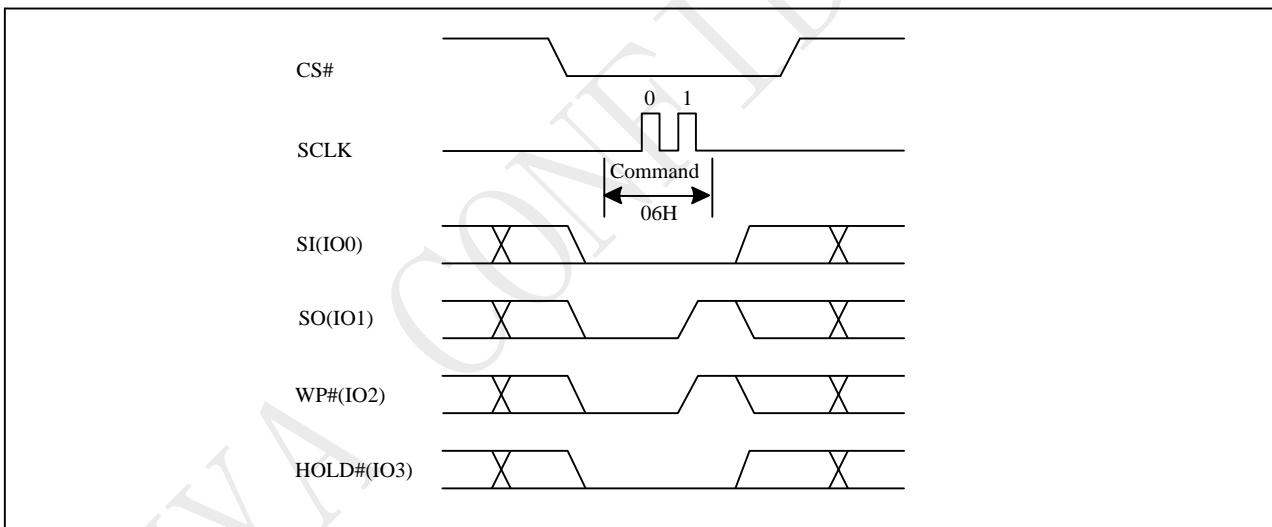 CS#
0 1
SCLK
Command
06H
SI(IO0)
SO(IO1)
WP#(IO2)
HOLD#(IO3)